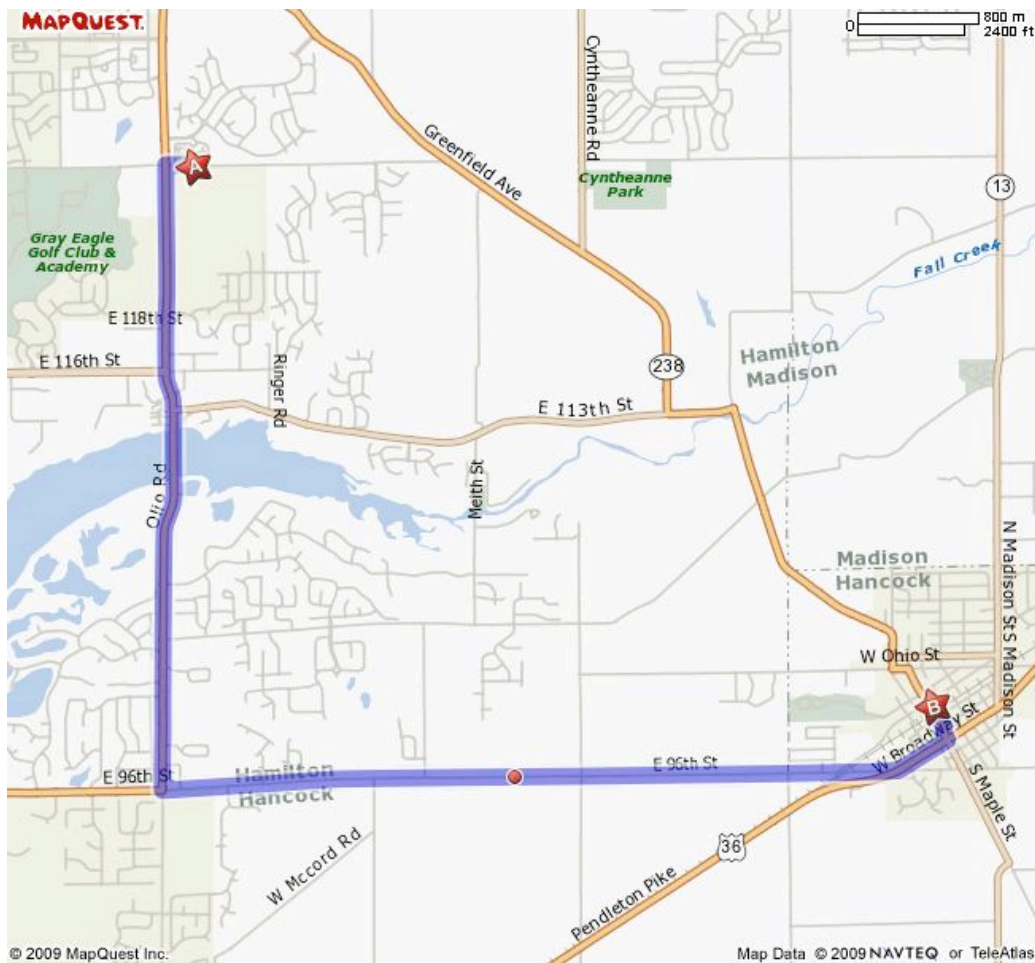 MAPQUEST.
0
800 m
2400 ft
Cyntheanne Rd
Greenfield Ave
A
Cyntheanne
Park
13
Gray Eagle
Golf Club &
Academy
Fall Creek
E 118th St
E 116th St
Ringer Rd
238
Hamilton
Madison
E 113th St
Olio Rd
Meith St
N Madison St
S Madison St
Madison
Hancock
W Ohio St
B
W Broadway St
E 96th St
Hamilton
Hancock
E 96th St
S Maple St
W Mccord Rd
36
Pendleton Pike
© 2009 MapQuest Inc.
Map Data © 2009 NAVTEQ or TeleAtlas